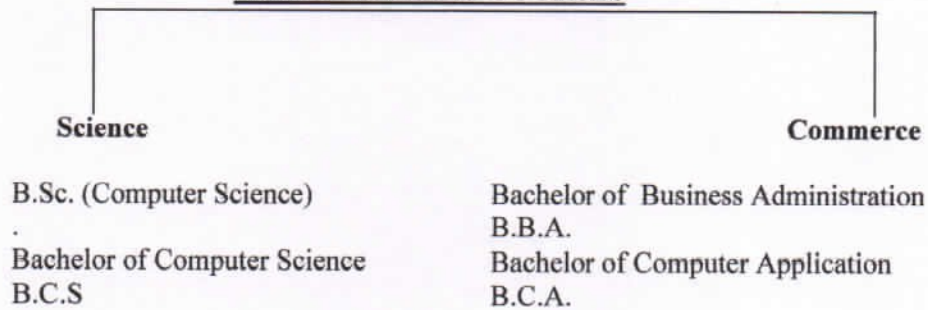 Science
Commerce
B.Sc. (Computer Science)
.
Bachelor of Computer Science
B.C.S
Bachelor of Business Administration
B.B.A.
Bachelor of Computer Application
B.C.A.